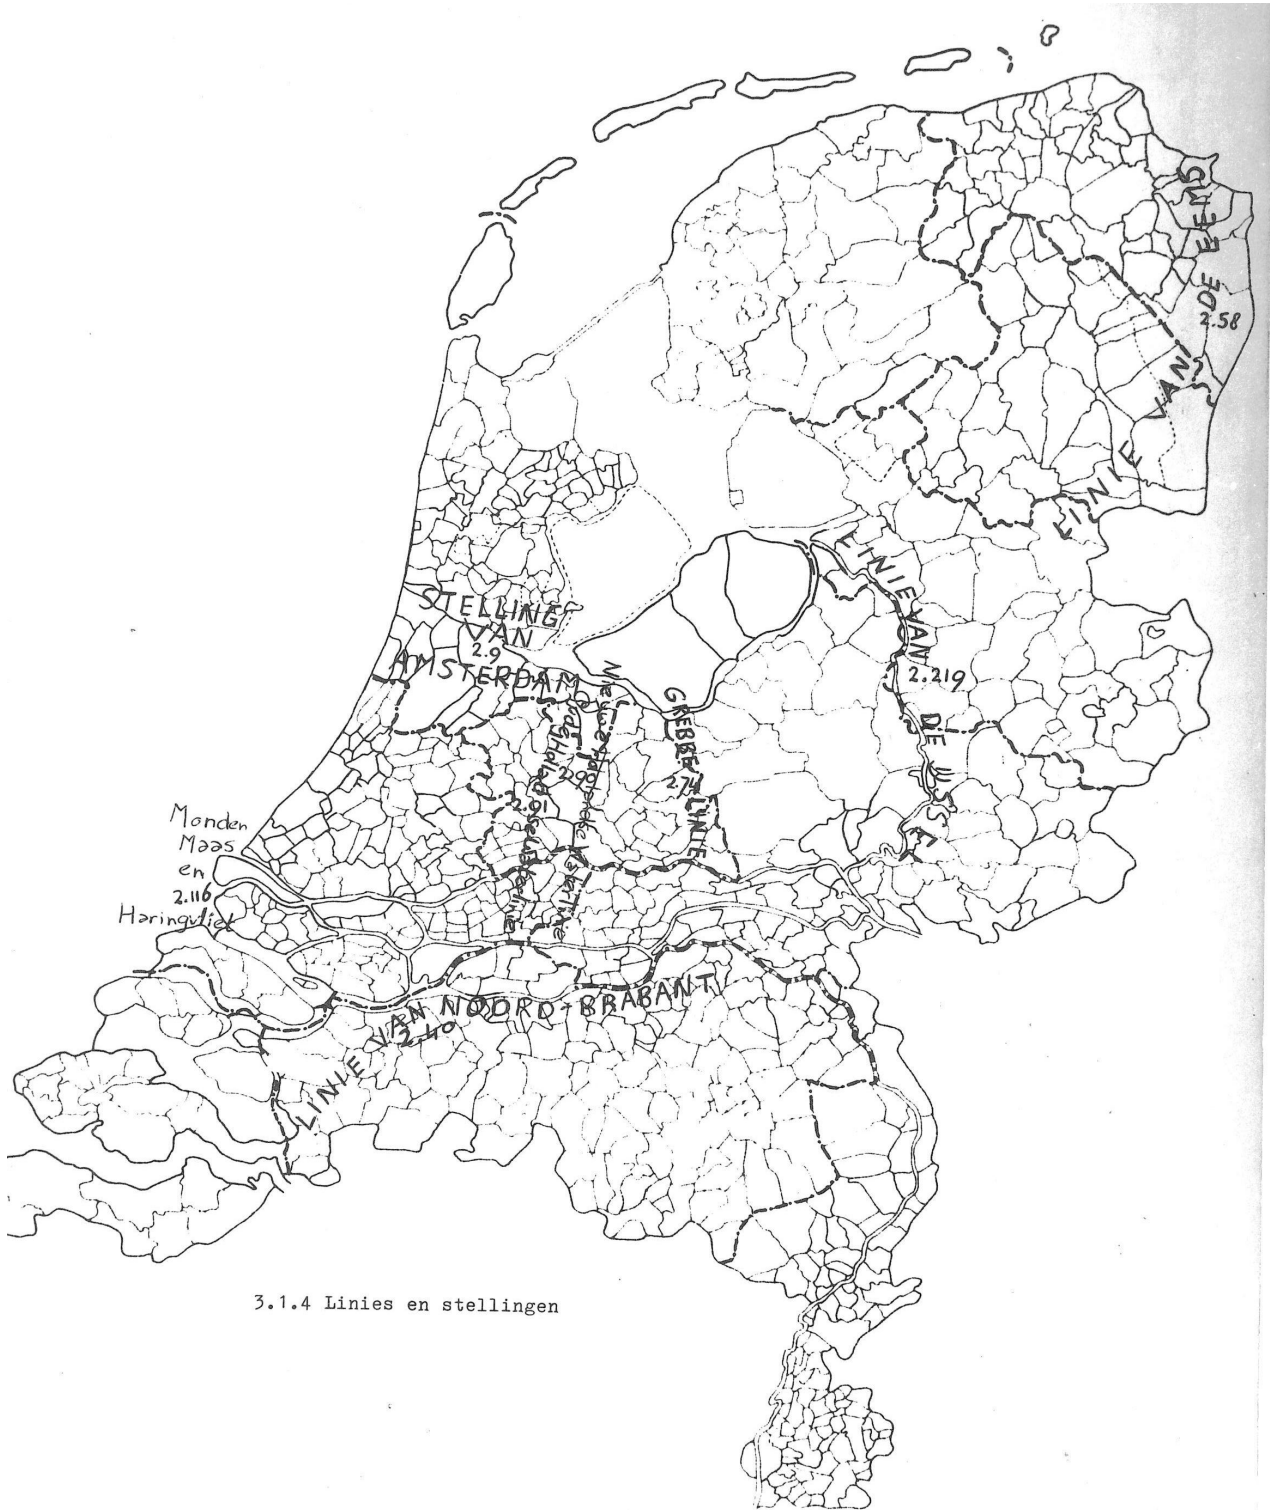 LINIE VAN DE EEMS
2.58
LINIE VAN DE IJSSEL
2.219
STELLING
VAN
2.9
AMSTERDAM
Oude Hollandse Waterlinie
2.91
Nieuwe Hollandse Waterlinie
2.90
GREBBE LINIE
2.74
Monden
Maas
en
2.116
Haringvliet
LINIE VAN NOORD-BRABANT
2.40
3.1.4 Linies en stellingen